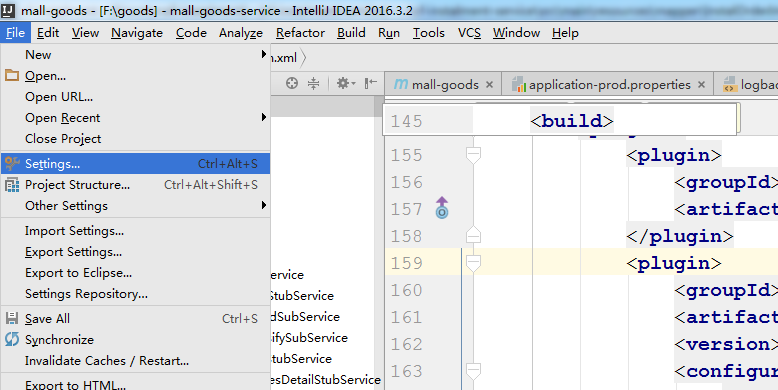 mall-goods - [F:\goods] - mall-goods-service - IntelliJ IDEA 2016.3.2
File Edit View Navigate Code Analyze Refactor Build Run Tools VCS Window Help
New
Open...
Open URL...
Open Recent
Close Project
Settings... Ctrl+Alt+S
Project Structure... Ctrl+Alt+Shift+S
Other Settings
Import Settings...
Export Settings...
Export to Eclipse...
Settings Repository...
Save All Ctrl+S
Synchronize
Invalidate Caches / Restart...
Export to HTML...
n.xml
ervice
StubService
dSubService
sifySubService
stubService
esDetailStubService
mall-goods
application-prod.properties
logba
145 <build>
155 <plugin>
156 <groupId>
157 <artifact
158 </plugin>
159 <plugin>
160 <groupId>
161 <artifact
162 <version>
163 <configur